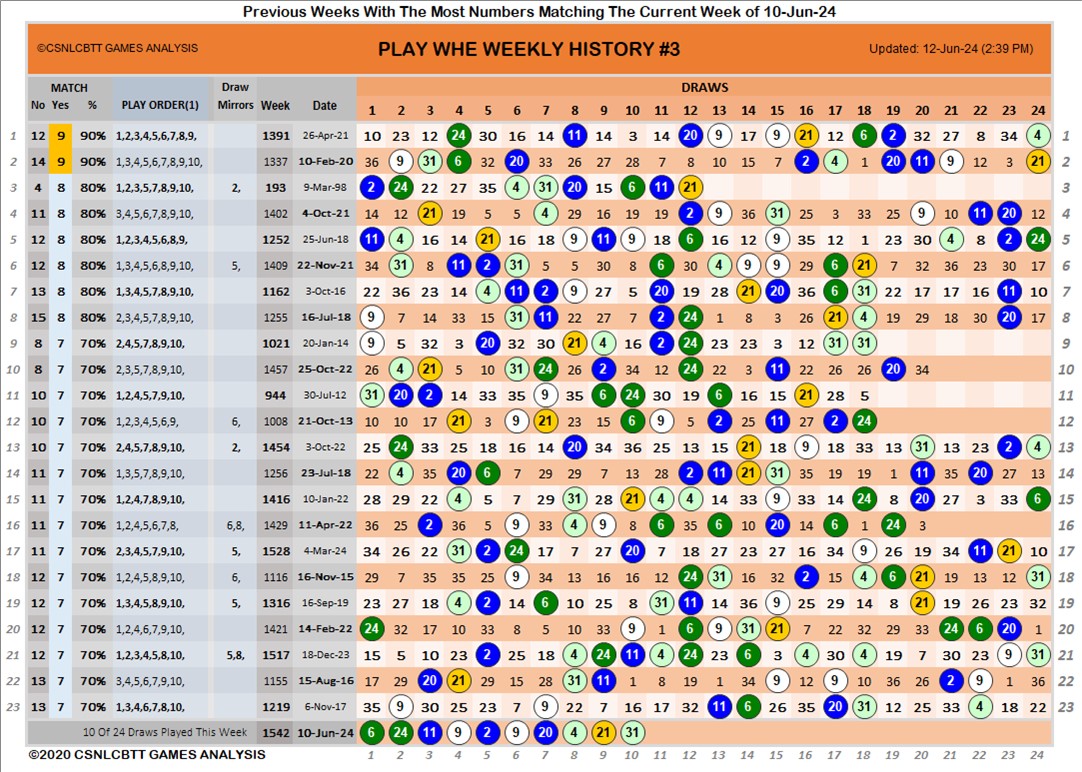 Previous Weeks With The Most Numbers Matching The Current Week of 10-Jun-24
©CSNLCBTT GAMES ANALYSIS PLAY WHE WEEKLY HISTORY #3 Updated: 12-Jun-24 (2:39 PM)
MATCH Draw DRAWS
No Yes % PLAY ORDER(1) Mirrors Week Date 1 2 3 4 5 6 7 8 9 10 11 12 13 14 15 16 17 18 19 20 21 22 23 24
1 12 9 90% 1,2,3,4,5,6,7,8,9, 1391 26-Apr-21 10 23 12 24 30 16 14 11 14 3 14 20 9 17 9 21 12 6 2 32 27 8 34 4 1
2 14 9 90% 1,3,4,5,6,7,8,9,10, 1337 10-Feb-20 36 9 31 6 32 20 33 26 27 28 7 8 10 15 7 2 4 1 20 11 9 12 3 21 2
3 4 8 80% 1,2,3,5,7,8,9,10, 2, 193 9-Mar-98 2 24 22 27 35 4 31 20 15 6 11 21 3
4 11 8 80% 3,4,5,6,7,8,9,10, 1402 4-Oct-21 14 12 21 19 5 5 4 29 16 19 19 2 9 36 31 25 3 33 25 9 10 11 20 12 4
5 12 8 80% 1,2,3,4,5,6,8,9, 1252 25-Jun-18 11 4 16 14 21 16 18 9 11 9 18 6 16 12 9 35 12 1 23 30 4 8 2 24 5
6 12 8 80% 1,3,4,5,6,8,9,10, 5, 1409 22-Nov-21 34 31 8 11 2 31 5 5 30 8 6 30 4 9 9 29 6 21 7 32 36 23 30 17 6
7 13 8 80% 1,3,4,5,7,8,9,10, 1162 3-Oct-16 22 36 23 14 4 11 2 9 27 5 20 19 28 21 20 36 6 31 22 17 17 16 11 10 7
8 15 8 80% 2,3,4,5,7,8,9,10, 1255 16-Jul-18 9 7 14 33 15 31 11 22 27 7 2 24 1 8 3 26 21 4 19 29 18 30 20 17 8
9 8 7 70% 2,4,5,7,8,9,10, 1021 20-Jan-14 9 5 32 3 20 32 30 21 4 16 2 24 23 23 3 12 31 31 9
10 8 7 70% 2,3,5,7,8,9,10, 1457 25-Oct-22 26 4 21 5 10 31 24 26 2 34 12 24 22 3 11 22 26 26 20 34 10
11 10 7 70% 1,2,4,5,7,9,10, 944 30-Jul-12 31 20 2 14 33 35 9 35 6 24 30 19 6 16 15 21 28 5 11
12 10 7 70% 1,2,3,4,5,6,9, 6, 1008 21-Oct-13 10 10 17 21 3 9 21 23 15 6 9 5 2 25 11 27 2 24 12
13 10 7 70% 2,4,5,7,8,9,10, 2, 1454 3-Oct-22 25 24 33 25 18 16 14 20 34 36 25 13 14 21 18 9 18 33 13 31 13 23 2 4 13
14 11 7 70% 1,3,5,7,8,9,10, 1256 23-Jul-18 22 4 35 20 6 7 29 29 7 13 28 2 11 21 31 35 19 19 1 11 35 20 27 13 14
15 11 7 70% 1,2,4,7,8,9,10, 1416 10-Jan-22 28 29 22 4 5 7 29 31 28 21 4 4 14 33 9 33 18 24 8 20 27 3 33 6 15
16 11 7 70% 1,2,4,5,6,7,8, 6,8, 1429 11-Apr-22 36 25 2 36 5 9 33 4 9 8 6 35 6 10 20 14 6 1 24 3 16
17 11 7 70% 2,3,4,5,7,9,10, 5, 1528 4-Mar-24 34 26 22 31 2 24 17 7 27 20 7 18 27 23 27 16 34 9 26 19 34 11 21 10 17
18 12 7 70% 1,2,4,5,8,9,10, 6, 1116 16-Nov-15 29 7 35 35 25 9 34 13 16 16 12 24 31 16 32 2 18 4 6 21 19 13 12 31 18
19 12 7 70% 1,3,4,5,8,9,10, 5, 1316 16-Sep-19 23 27 18 4 2 14 6 10 25 8 31 11 14 36 9 25 29 14 8 21 19 26 23 32 19
20 12 7 70% 1,2,4,6,7,9,10, 1421 14-Feb-22 24 32 17 10 33 8 5 10 33 9 1 6 9 31 21 7 22 32 29 33 24 6 20 1 20
21 12 7 70% 1,2,3,4,5,8,10, 5,8, 1517 18-Dec-23 15 5 10 23 2 25 18 4 24 11 4 24 23 6 3 4 30 4 19 7 30 23 9 31 21
22 13 7 70% 3,4,5,6,7,9,10, 1155 15-Aug-16 17 29 20 21 29 15 28 31 11 1 8 19 1 34 9 12 9 10 36 26 2 9 1 36 22
23 13 7 70% 1,3,4,6,7,8,10, 1219 6-Nov-17 35 9 30 25 23 7 9 22 7 16 17 32 11 6 25 35 20 31 12 25 33 4 18 22 23
10 Of 24 Draws Played This Week 1542 10-Jun-24 6 24 11 9 2 9 20 4 21 31
©2020 CSNLCBTT GAMES ANALYSIS 1 2 3 4 5 6 7 8 9 10 11 12 13 14 15 16 17 18 19 20 21 22 23 24